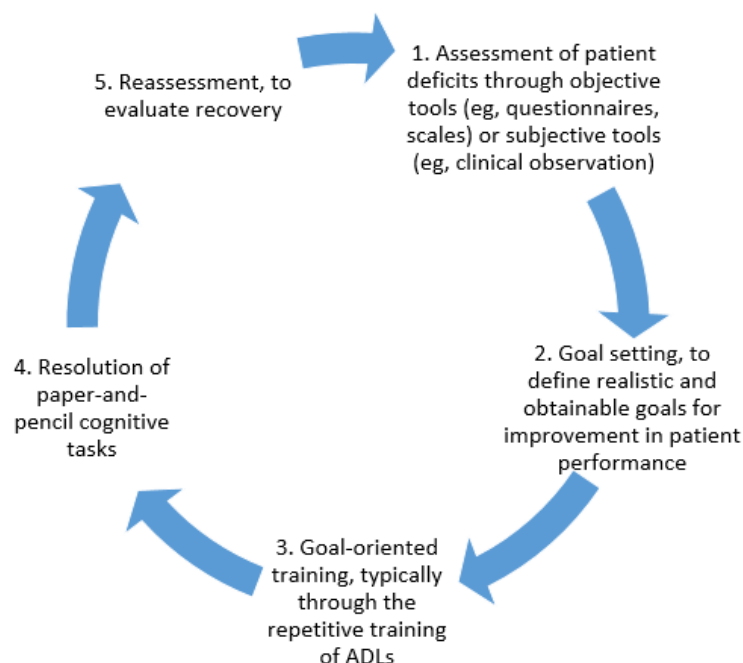 1. Assessment of patient
deficits through objective
tools (eg, questionnaires,
scales) or subjective tools
(eg, clinical observation)
2. Goal setting, to
define realistic and
obtainable goals for
improvement in patient
performance
3. Goal-oriented
training, typically
through the
repetitive training
of ADLs
4. Resolution of
paper-and-
pencil cognitive
tasks
5. Reassessment, to
evaluate recovery